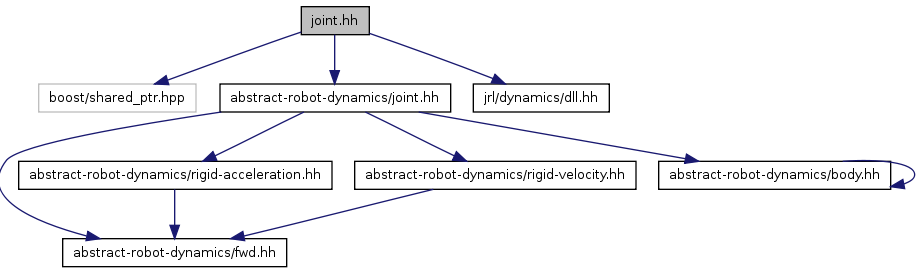 joint.hh
boost/shared_ptr.hpp
abstract-robot-dynamics/joint.hh
jrl/dynamics/dll.hh
abstract-robot-dynamics/rigid-acceleration.hh
abstract-robot-dynamics/rigid-velocity.hh
abstract-robot-dynamics/body.hh
abstract-robot-dynamics/fwd.hh